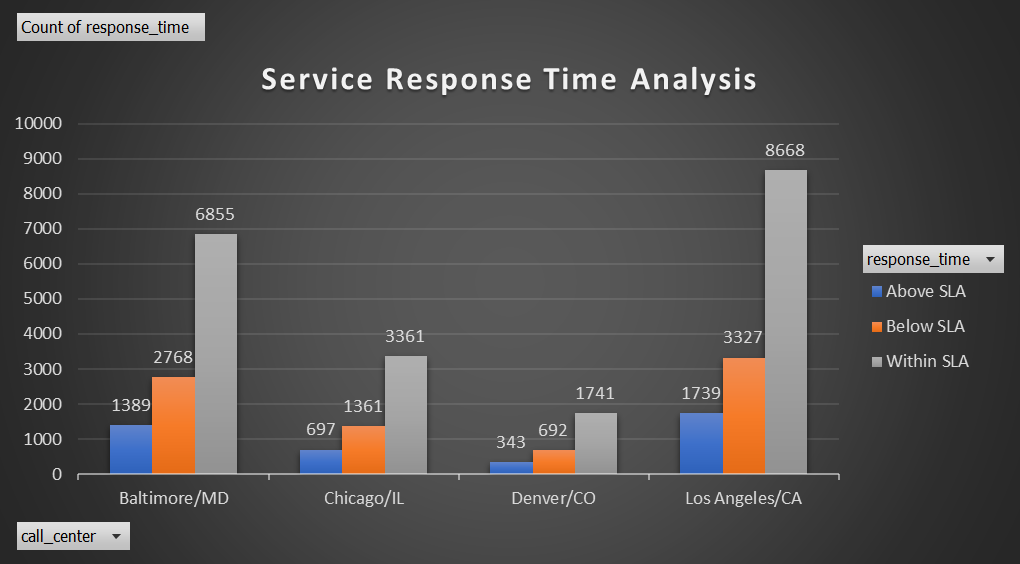 Count of response_time
Service Response Time Analysis
10000
9000
8000
7000
6000
5000
4000
3000
2000
1000
0
1389
2768
6855
697
1361
3361
343
692
1741
1739
3327
8668
Baltimore/MD
Chicago/IL
Denver/CO
Los Angeles/CA
response_time
Above SLA
Below SLA
Within SLA
call_center